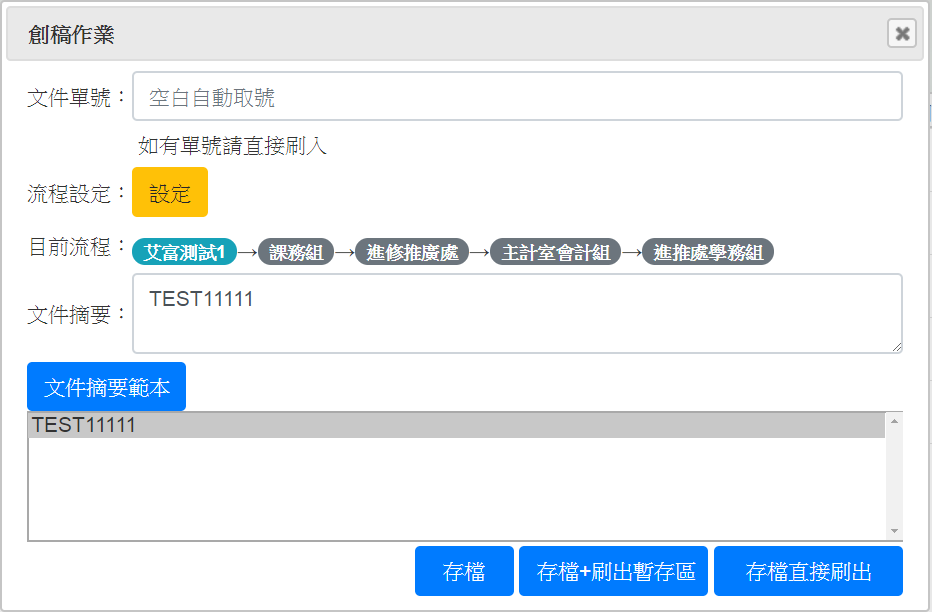 創稿作業
文件單號： 空白自動取號
如有單號請直接刷入
流程設定： 設定
目前流程： 艾富測試1→課務組→進修推廣處→主計室會計組→進推處學務組
文件摘要： TEST11111
文件摘要範本
TEST11111
存檔 存檔+刷出暫存區 存檔直接刷出